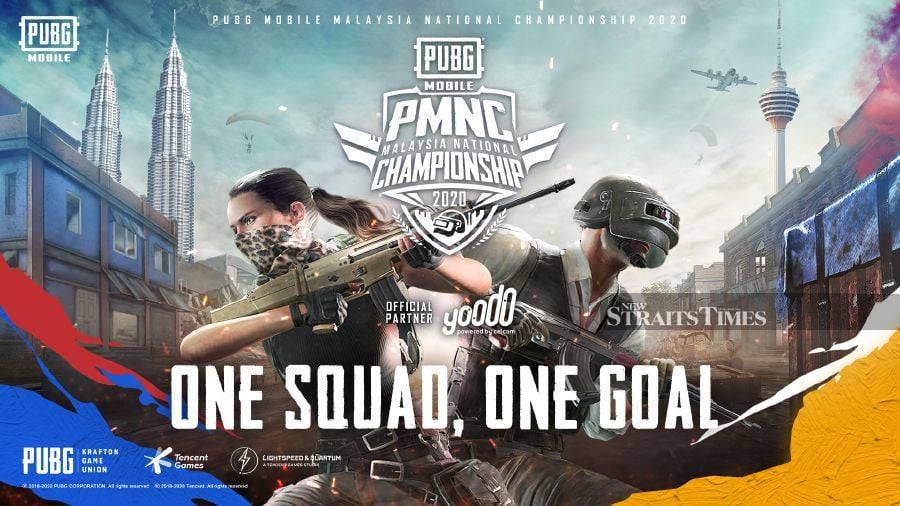 PUBG MOBILE MALAYSIA NATIONAL CHAMPIONSHIP 2020
PUBG
MOBILE
PUBG
MOBILE
PMNC
MALAYSIA NATIONAL
CHAMPIONSHIP
2020
OFFICIAL
PARTNER
yoodo
powered by celcom
NEW
STRAITS TIMES
ONE SQUAD, ONE GOAL
PUBG
KRAFTON
GAME
UNION
Tencent
Games
LIGHTSPEED & QUANTUM
A TENCENT GAMES STUDIO
© 2018-2020 PUBG CORPORATION. All rights reserved
© 2018-2020 Tencent. All rights reserved